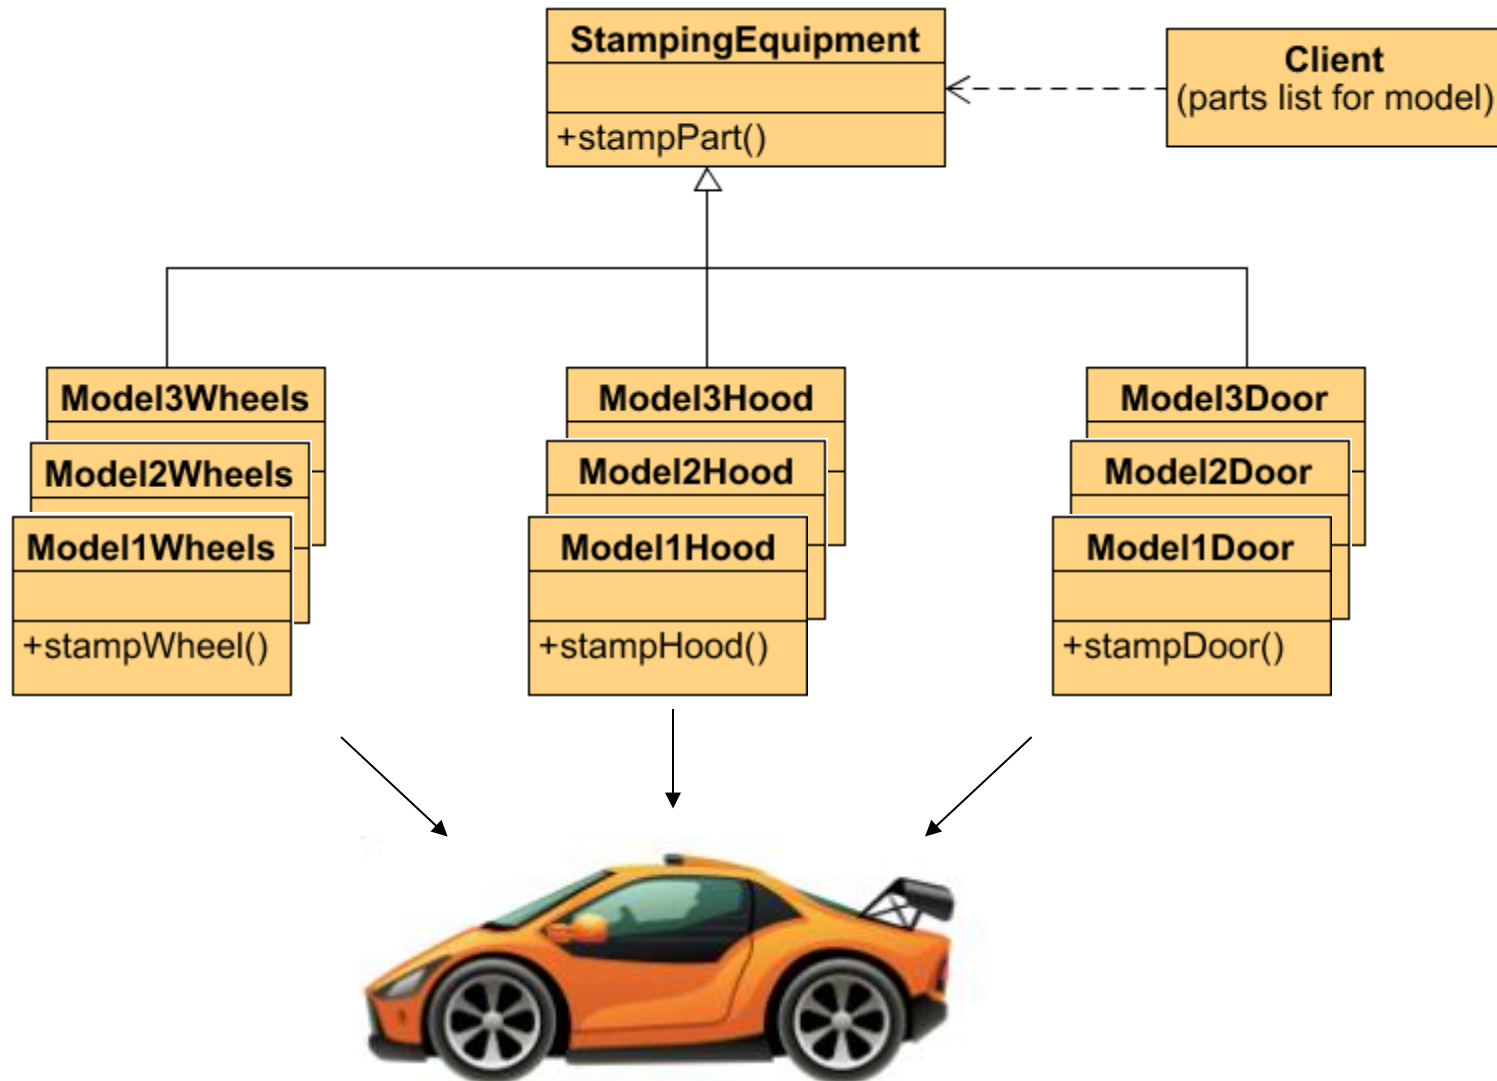 StampingEquipment
+stampPart()
Client
(parts list for model)
Model3Wheels
Model2Wheels
Model1Wheels
+stampWheel()
Model3Hood
Model2Hood
Model1Hood
+stampHood()
Model3Door
Model2Door
Model1Door
+stampDoor()